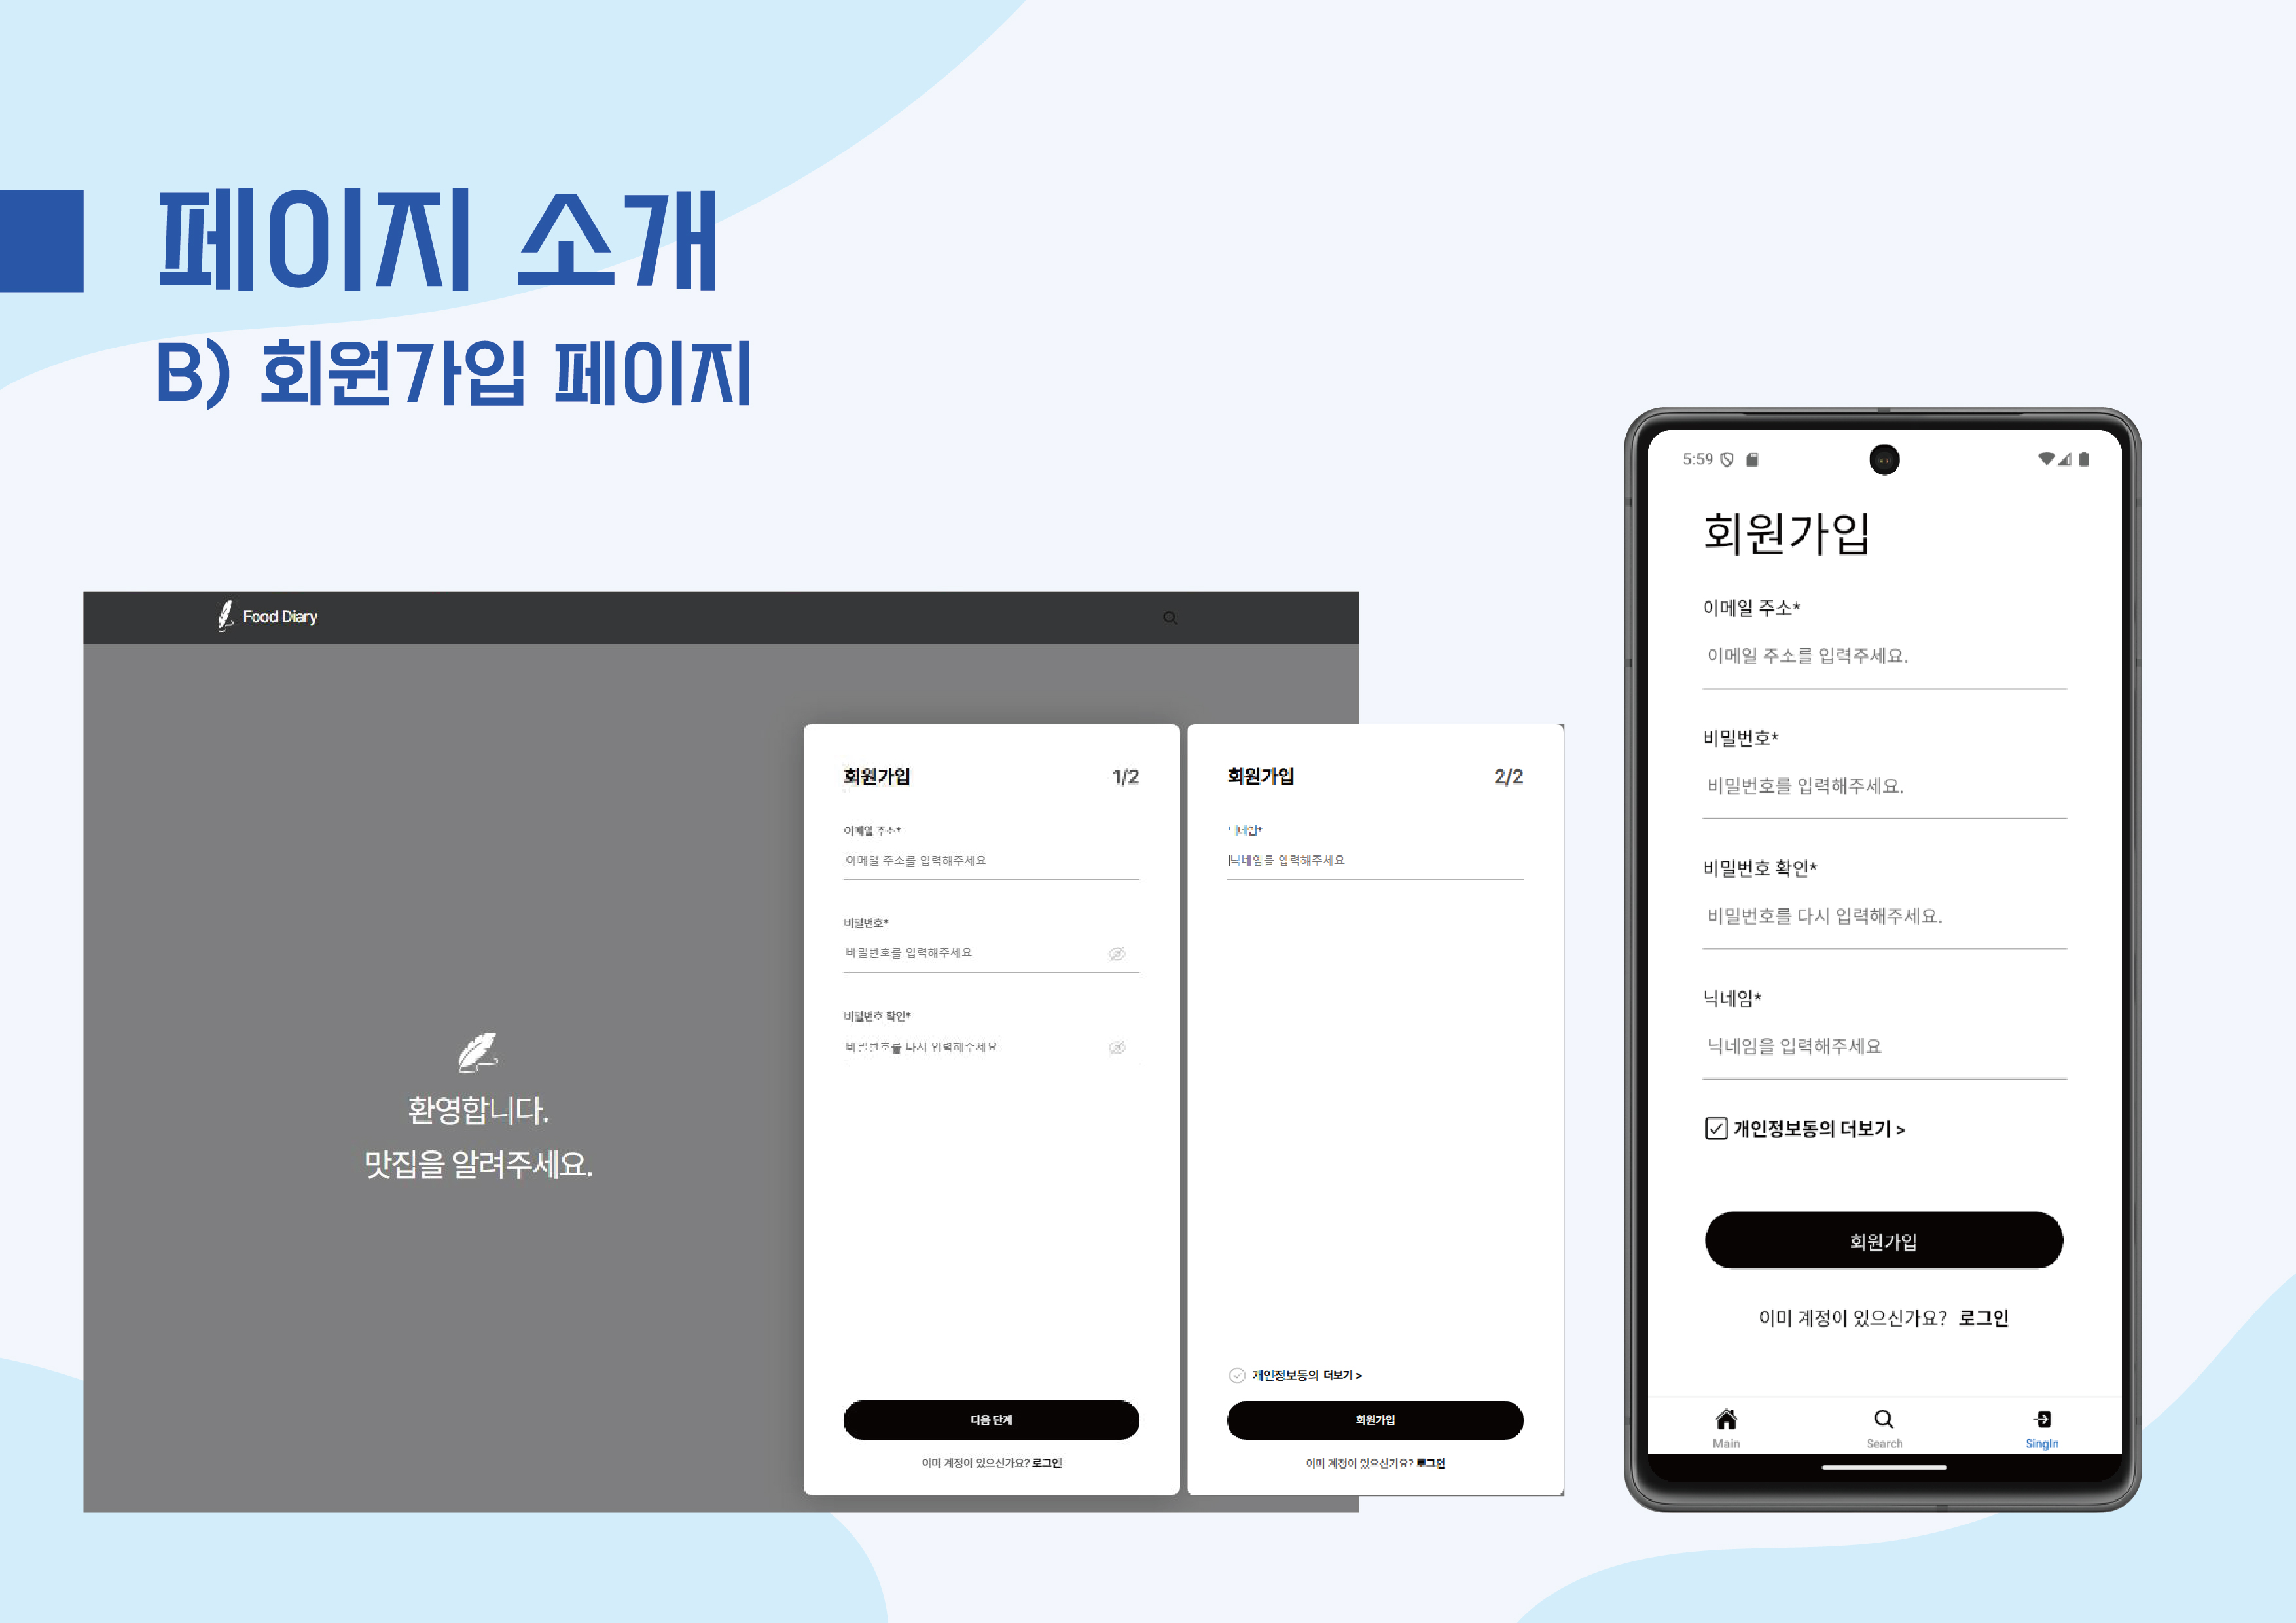 페이지 소개
B) 회원가입 페이지
Food Diary
환영합니다.
맛집을 알려주세요.
회원가입 1/2
이메일 주소*
이메일 주소를 입력해주세요
비밀번호*
비밀번호를 입력해주세요
비밀번호 확인*
비밀번호를 다시 입력해주세요
다음 단계
이미 계정이 있으신가요? 로그인
회원가입 2/2
닉네임*
닉네임을 입력해주세요
개인정보동의 더보기 >
회원가입
이미 계정이 있으신가요? 로그인
5:59
회원가입
이메일 주소*
이메일 주소를 입력주세요.
비밀번호*
비밀번호를 입력해주세요.
비밀번호 확인*
비밀번호를 다시 입력해주세요.
닉네임*
닉네임을 입력해주세요
개인정보동의 더보기 >
회원가입
이미 계정이 있으신가요? 로그인
Main Search SingIn